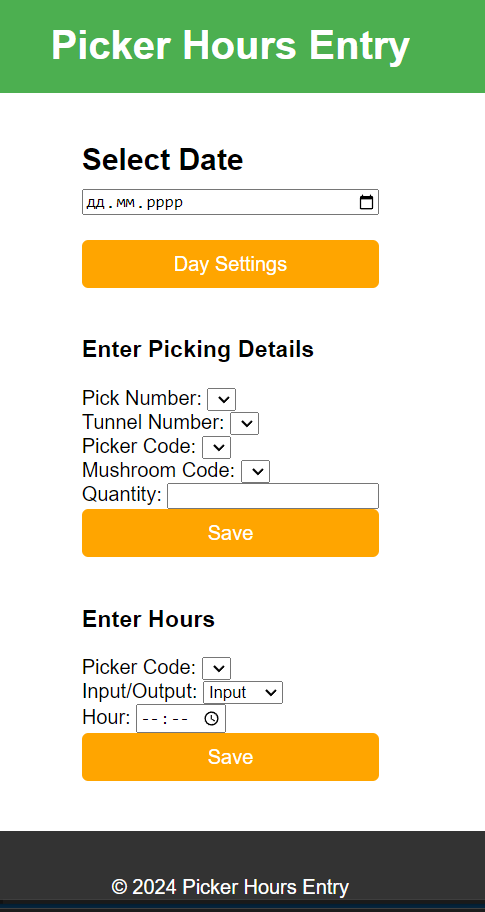 Picker Hours Entry
Select Date
дд.мм.рррр
Day Settings
Enter Picking Details
Pick Number:
Tunnel Number:
Picker Code:
Mushroom Code:
Quantity:
Save
Enter Hours
Picker Code:
Input/Output: Input
Hour: --:--
Save
© 2024 Picker Hours Entry